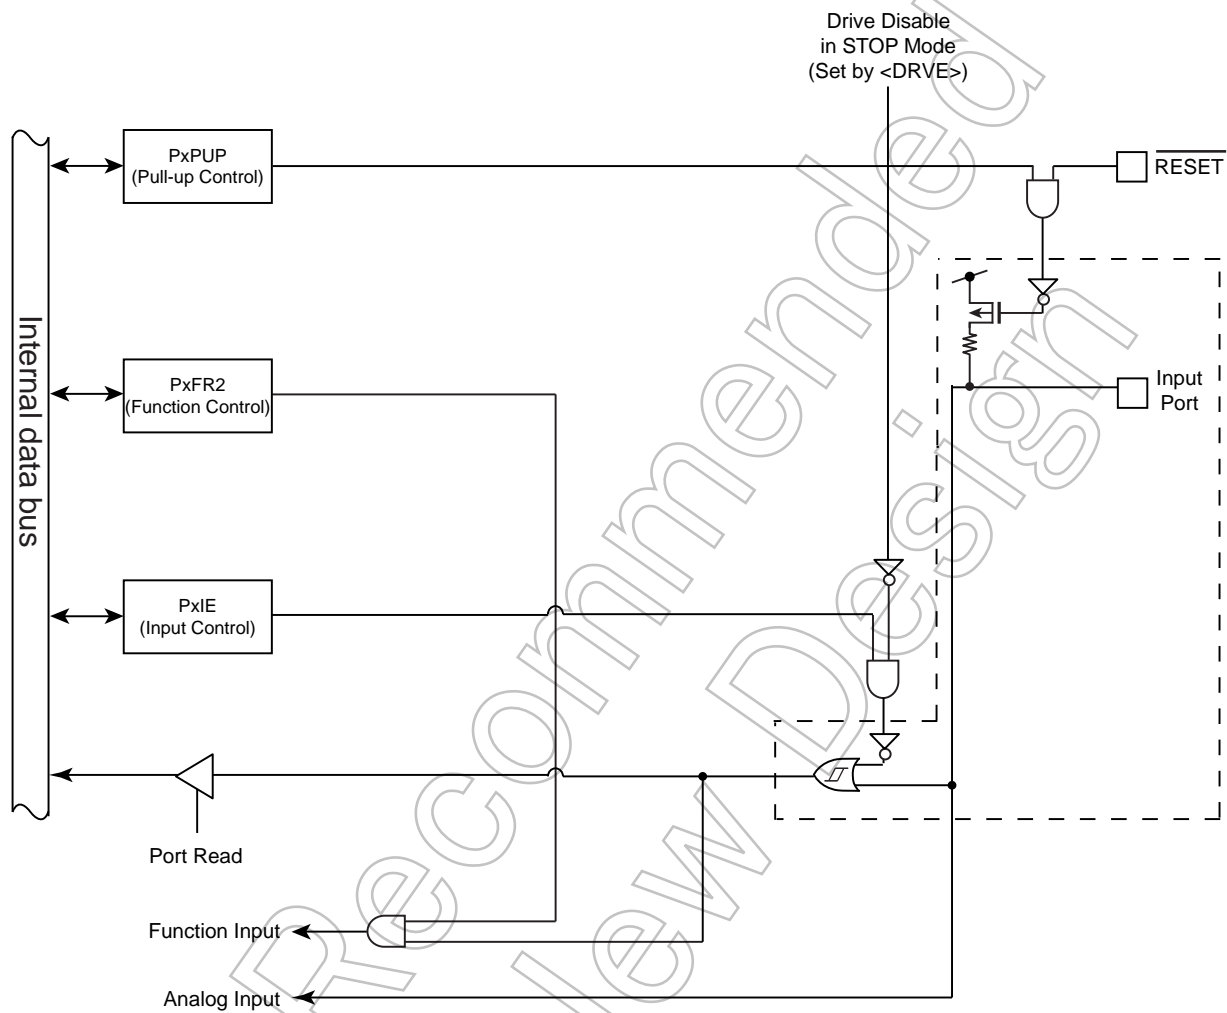 Drive Disable
in STOP Mode
(Set by <DRVE>)
PxPUP
(Pull-up Control)
RESET
Internal data bus
PxFR2
(Function Control)
Input
Port
PxIE
(Input Control)
Port Read
Function Input
Analog Input
Recommended
Design